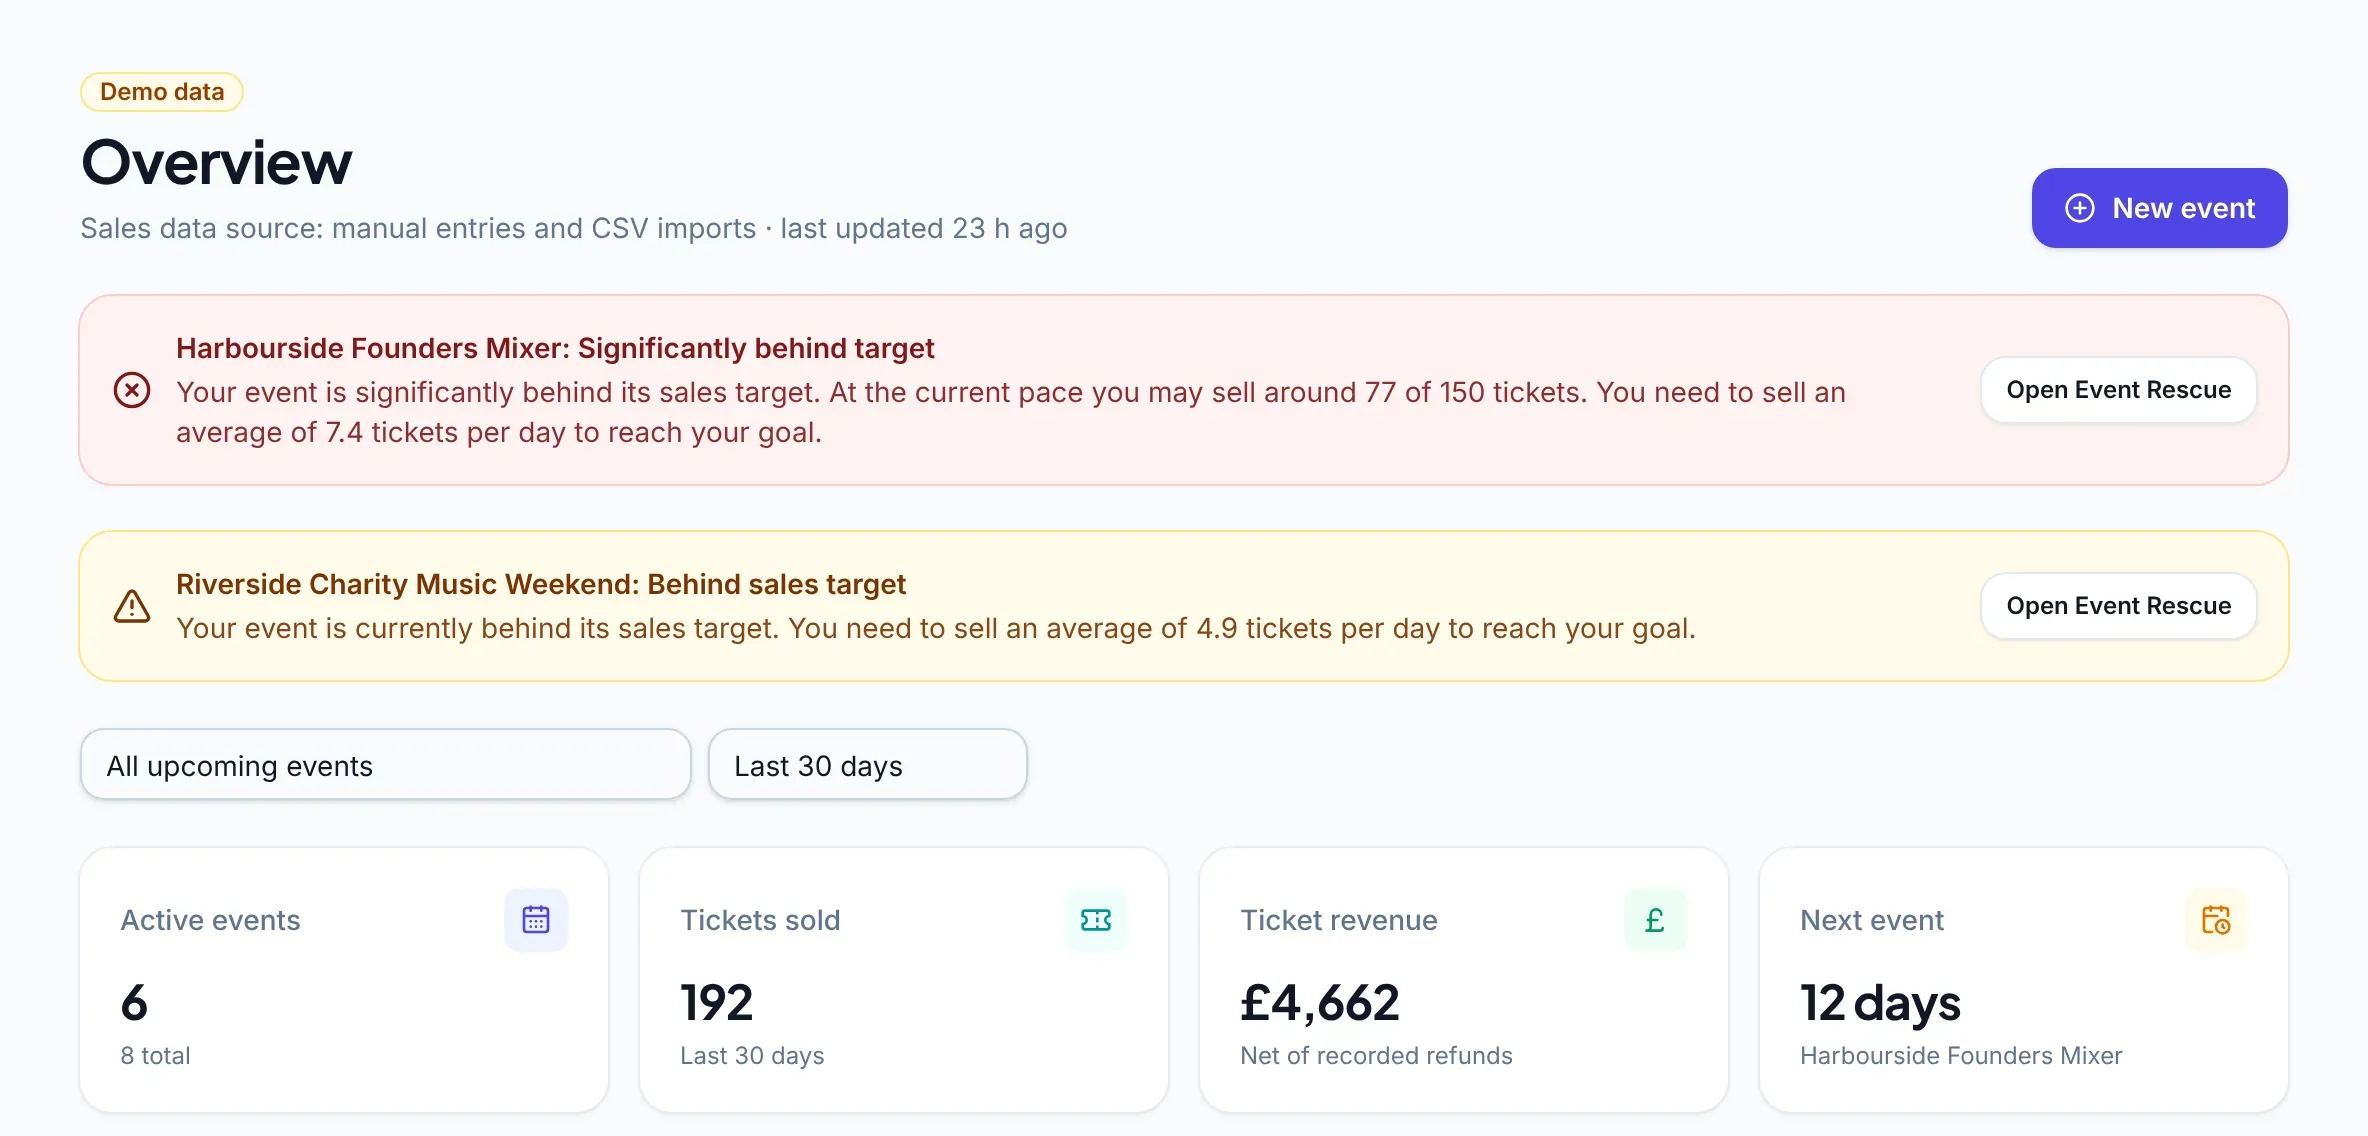 Demo data
Overview
Sales data source: manual entries and CSV imports · last updated 23 h ago
New event
Harbourside Founders Mixer: Significantly behind target
Your event is significantly behind its sales target. At the current pace you may sell around 77 of 150 tickets. You need to sell an
average of 7.4 tickets per day to reach your goal.
Open Event Rescue
Riverside Charity Music Weekend: Behind sales target
Your event is currently behind its sales target. You need to sell an average of 4.9 tickets per day to reach your goal.
Open Event Rescue
All upcoming events
Last 30 days
Active events
6
8 total
Tickets sold
192
Last 30 days
Ticket revenue
£
£4,662
Net of recorded refunds
Next event
12 days
Harbourside Founders Mixer